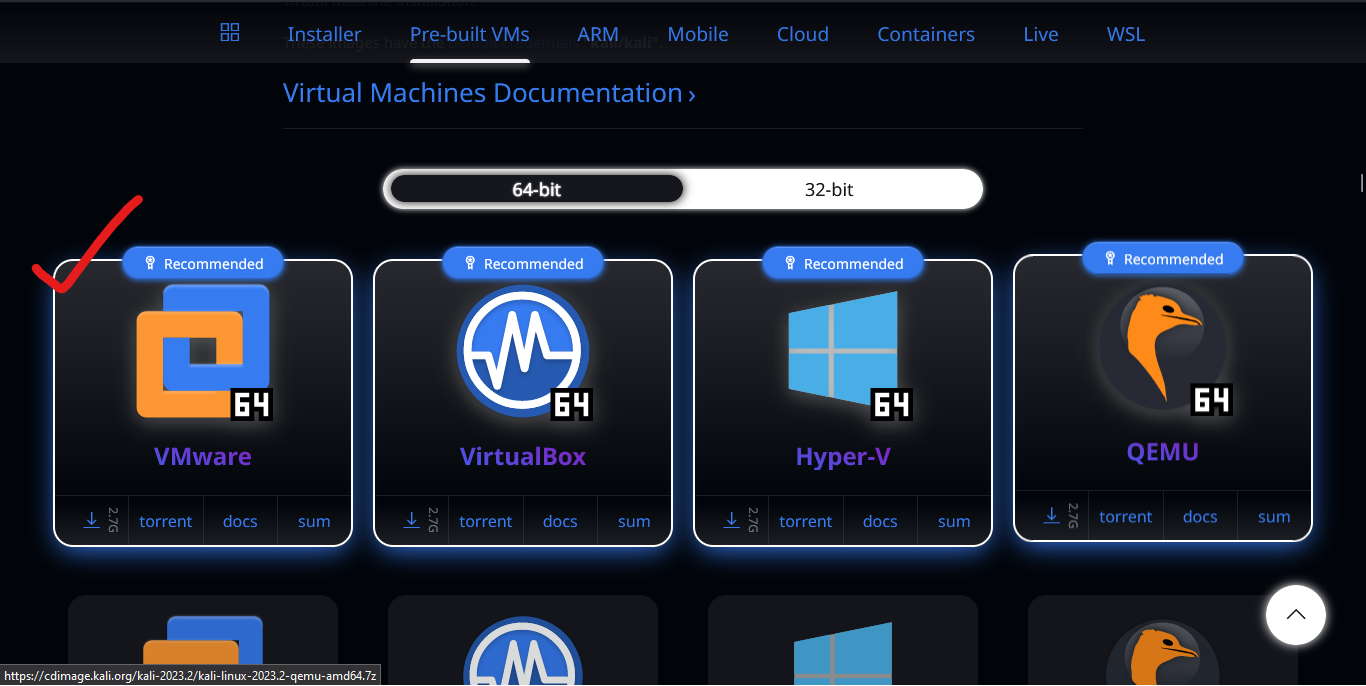 Installer Pre-built VMs ARM Mobile Cloud Containers Live WSL
These images have the "kali/kali".
Virtual Machines Documentation ›
64-bit 32-bit
Recommended Recommended Recommended Recommended
64 64 64 64
VMware VirtualBox Hyper-V QEMU
2.7G torrent docs sum 2.7G torrent docs sum 2.7G torrent docs sum 2.7G torrent docs sum
https://cdimage.kali.org/kali-2023.2/kali-linux-2023.2-qemu-amd64.7z